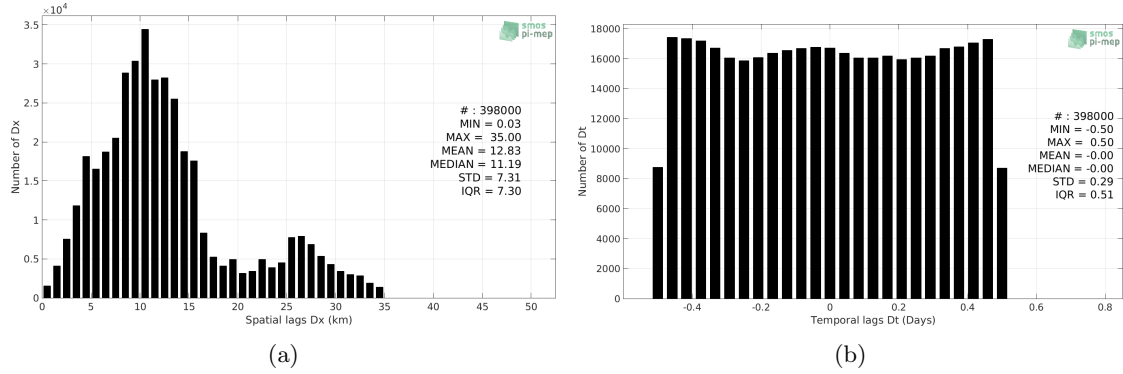 ×10^4
3.5
3
2.5
2
1.5
1
0.5
0
0 5 10 15 20 25 30 35 40 45 50
Number of Dx
Spatial lags Dx (km)
smos
pi-mep
# : 398000
MIN = 0.03
MAX = 35.00
MEAN = 12.83
MEDIAN = 11.19
STD = 7.31
IQR = 7.30
(a)
18000
16000
14000
12000
10000
8000
6000
4000
2000
0
-0.4 -0.2 0 0.2 0.4 0.6 0.8
Number of Dt
Temporal lags Dt (Days)
smos
pi-mep
# : 398000
MIN = -0.50
MAX = 0.50
MEAN = -0.00
MEDIAN = -0.00
STD = 0.29
IQR = 0.51
(b)